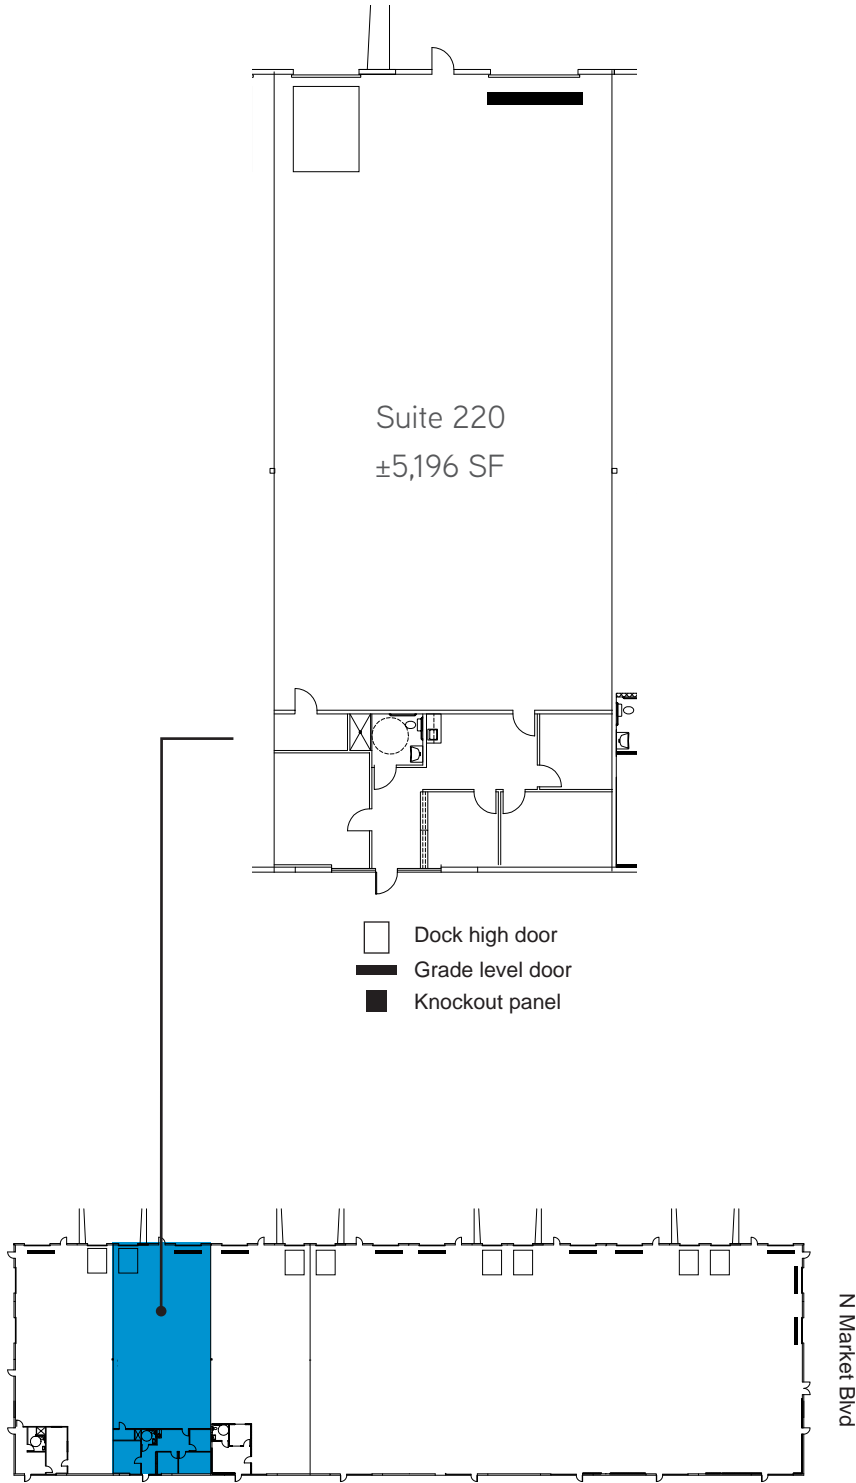 Suite 220
±5,196 SF
Dock high door
Grade level door
Knockout panel
N Market Blvd